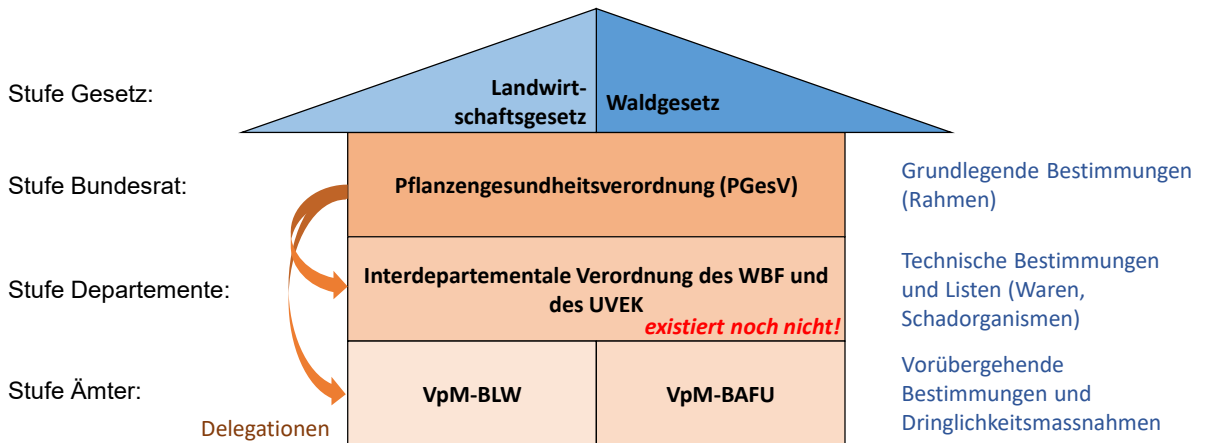 Stufe Gesetz:
Landwirt-
schaftsgesetz
Waldgesetz
Stufe Bundesrat:
Pflanzengesundheitsverordnung (PGesV)
Grundlegende Bestimmungen
(Rahmen)
Stufe Departemente:
Interdepartementale Verordnung des WBF und
des UVEK
existiert noch nicht!
Technische Bestimmungen
und Listen (Waren,
Schadorganismen)
Stufe Ämter:
VpM-BLW
VpM-BAFU
Vorübergehende
Bestimmungen und
Dringlichkeitsmassnahmen
Delegationen